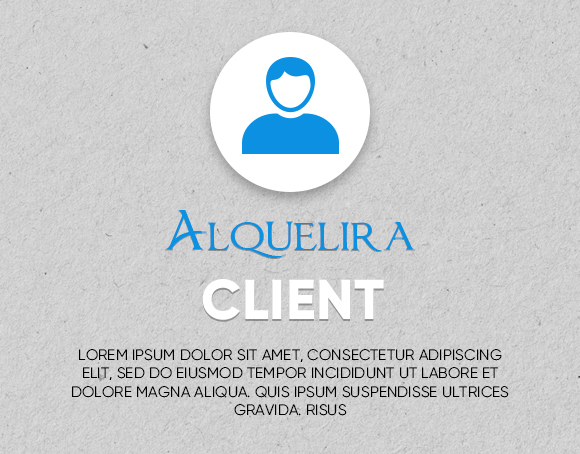 Alquelira
CLIENT
LOREM IPSUM DOLOR SIT AMET, CONSECTETUR ADIPISCING
ELIT, SED DO EIUSMOD TEMPOR INCIDIDUNT UT LABORE ET
DOLORE MAGNA ALIQUA. QUIS IPSUM SUSPENDISSE ULTRICES
GRAVIDA. RISUS